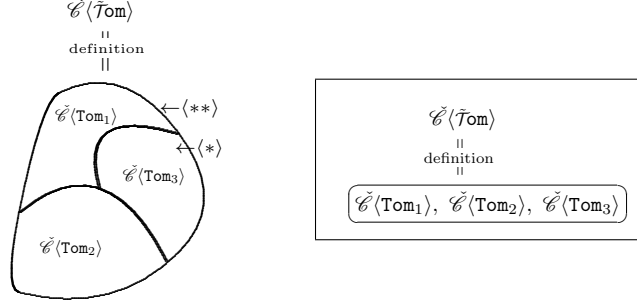 𝒞̌⟨𝒯̃om⟩
=
definition
=
𝒞̌⟨Tom₁⟩
←⟨**⟩
←⟨*⟩
𝒞̌⟨Tom₃⟩
𝒞̌⟨Tom₂⟩
𝒞̌⟨𝒯̃om⟩
=
definition
=
𝒞̌⟨Tom₁⟩, 𝒞̌⟨Tom₂⟩, 𝒞̌⟨Tom₃⟩